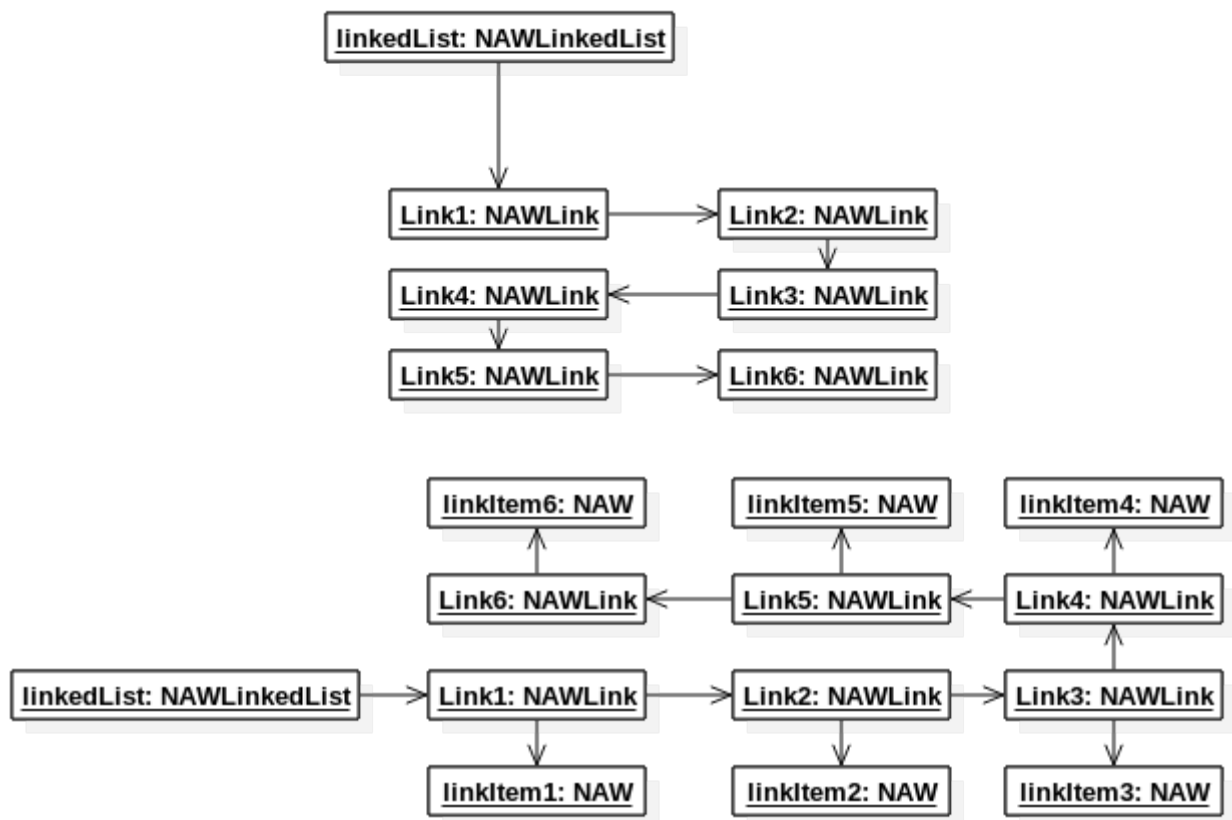 linkedList: NAWLinkedList
Link1: NAWLink
Link2: NAWLink
Link4: NAWLink
Link3: NAWLink
Link5: NAWLink
Link6: NAWLink
linkItem6: NAW
linkItem5: NAW
linkItem4: NAW
Link6: NAWLink
Link5: NAWLink
Link4: NAWLink
linkedList: NAWLinkedList
Link1: NAWLink
Link2: NAWLink
Link3: NAWLink
linkItem1: NAW
linkItem2: NAW
linkItem3: NAW